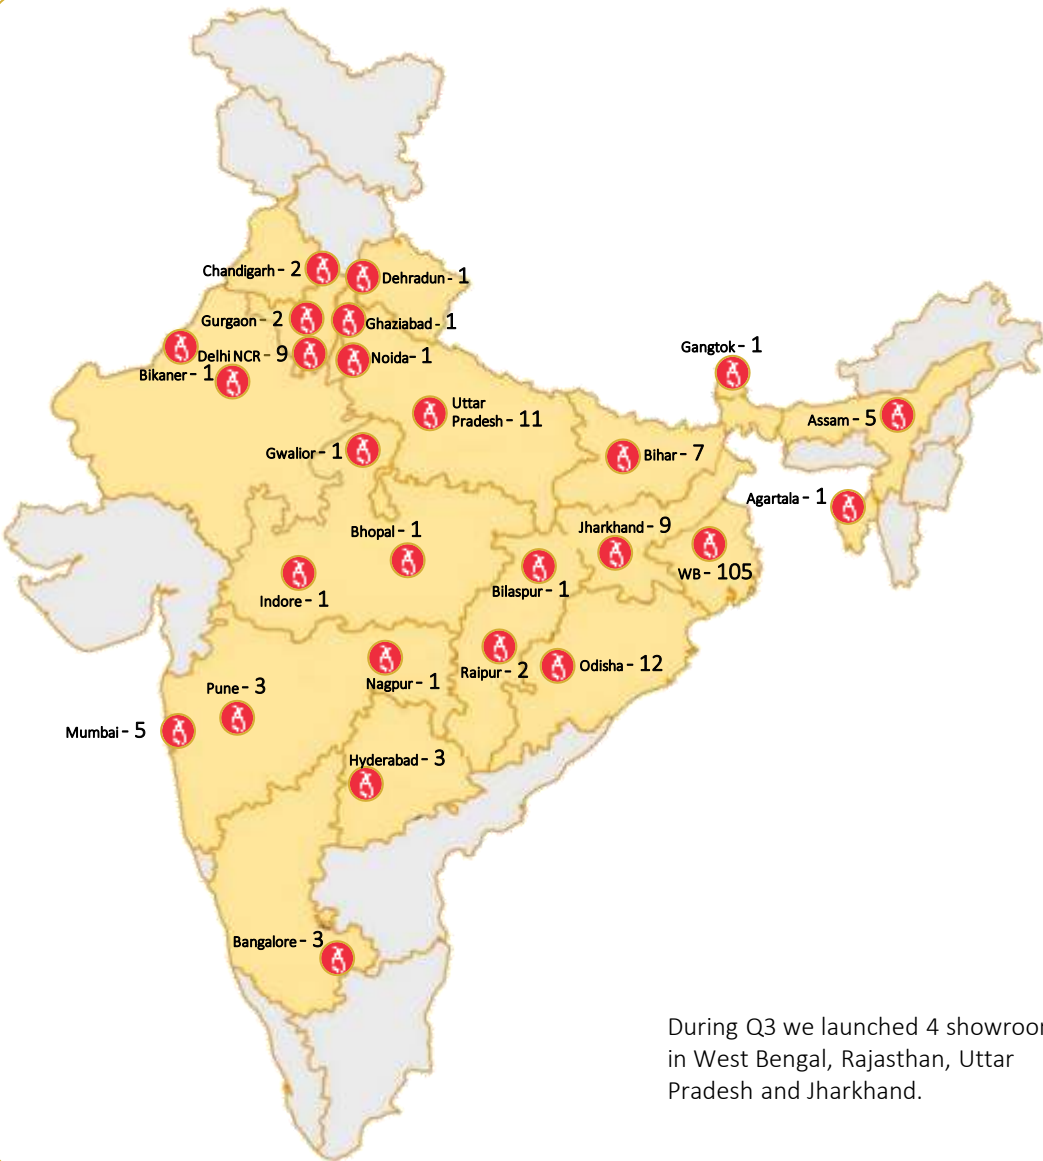 Chandigarh - 2
Dehradun - 1
Gurgaon - 2
Ghaziabad - 1
Delhi NCR - 9
Noida - 1
Bikaner - 1
Gangtok - 1
Uttar
Pradesh - 11
Assam - 5
Gwalior - 1
Bihar - 7
Agartala - 1
Bhopal - 1
Jharkhand - 9
WB - 105
Indore - 1
Bilaspur - 1
Nagpur - 1
Raipur - 2
Odisha - 12
Pune - 3
Mumbai - 5
Hyderabad - 3
Bangalore - 3
During Q3 we launched 4 showroom
in West Bengal, Rajasthan, Uttar
Pradesh and Jharkhand.